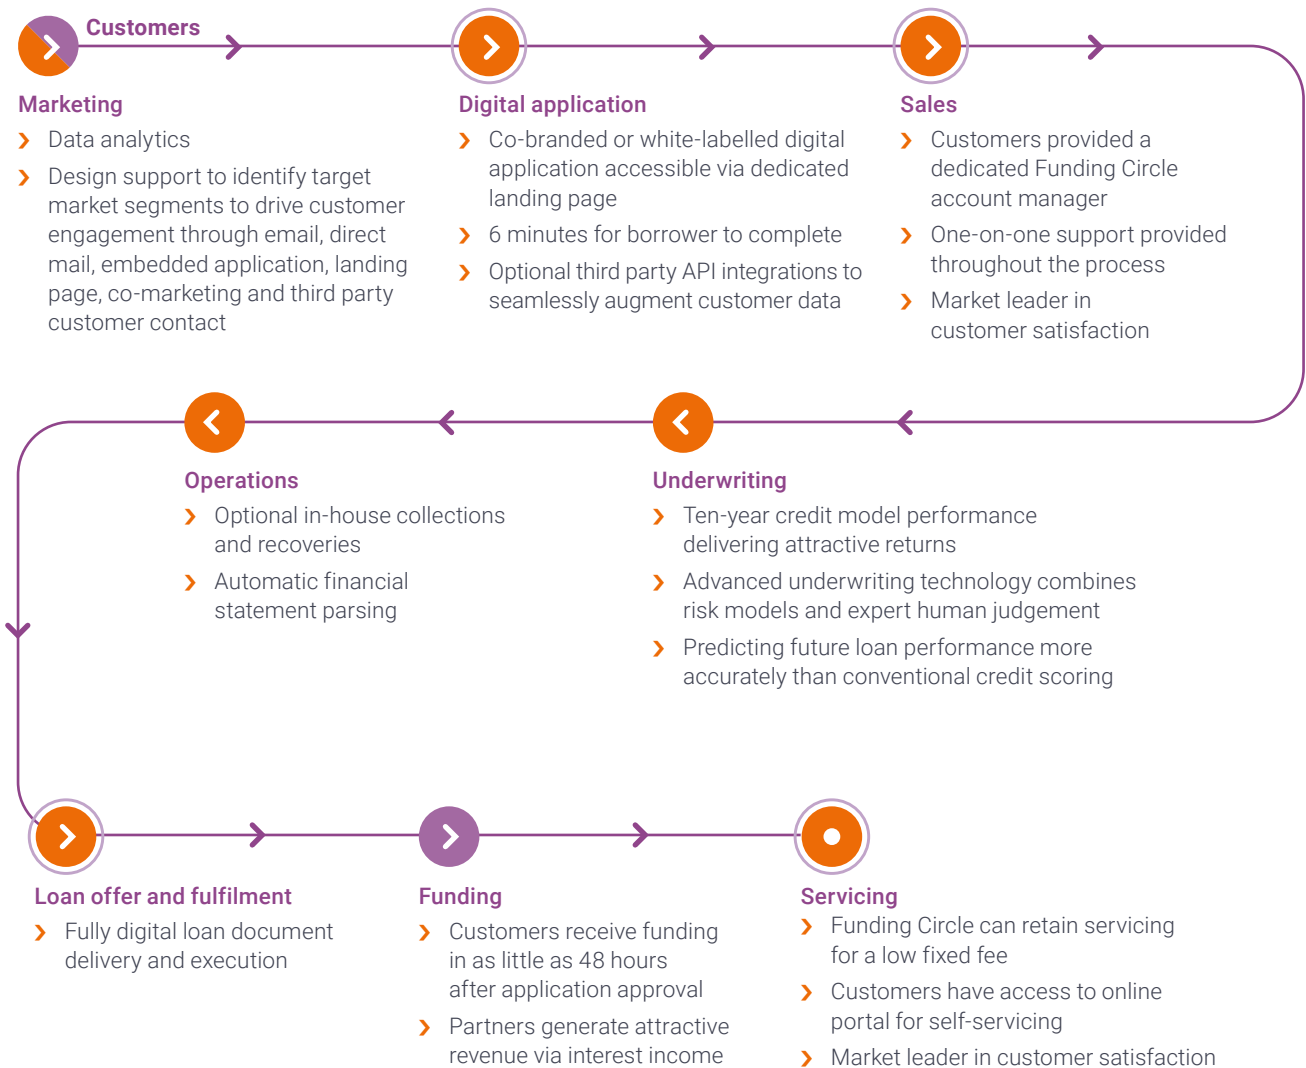 Customers
Marketing
Data analytics
Design support to identify target
market segments to drive customer
engagement through email, direct
mail, embedded application, landing
page, co-marketing and third party
customer contact
Digital application
Co-branded or white-labelled digital
application accessible via dedicated
landing page
6 minutes for borrower to complete
Optional third party API integrations to
seamlessly augment customer data
Sales
Customers provided a
dedicated Funding Circle
account manager
One-on-one support provided
throughout the process
Market leader in
customer satisfaction
Underwriting
Ten-year credit model performance
delivering attractive returns
Advanced underwriting technology combines
risk models and expert human judgement
Predicting future loan performance more
accurately than conventional credit scoring
Operations
Optional in-house collections
and recoveries
Automatic financial
statement parsing
Loan offer and fulfilment
Fully digital loan document
delivery and execution
Funding
Customers receive funding
in as little as 48 hours
after application approval
Partners generate attractive
revenue via interest income
Servicing
Funding Circle can retain servicing
for a low fixed fee
Customers have access to online
portal for self-servicing
Market leader in customer satisfaction